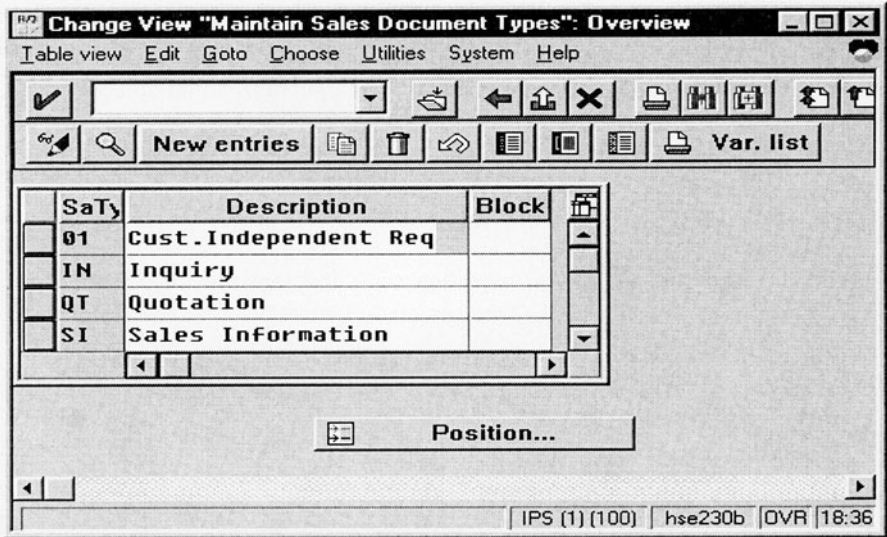 R/3 Change View "Maintain Sales Document Types": Overview
Table view Edit Goto Choose Utilities System Help
New entries Var. list
SaTy Description Block
01 Cust.Independent Req
IN Inquiry
QT Quotation
SI Sales Information
Position...
IPS (1) (100) hse230b OVR 18:36